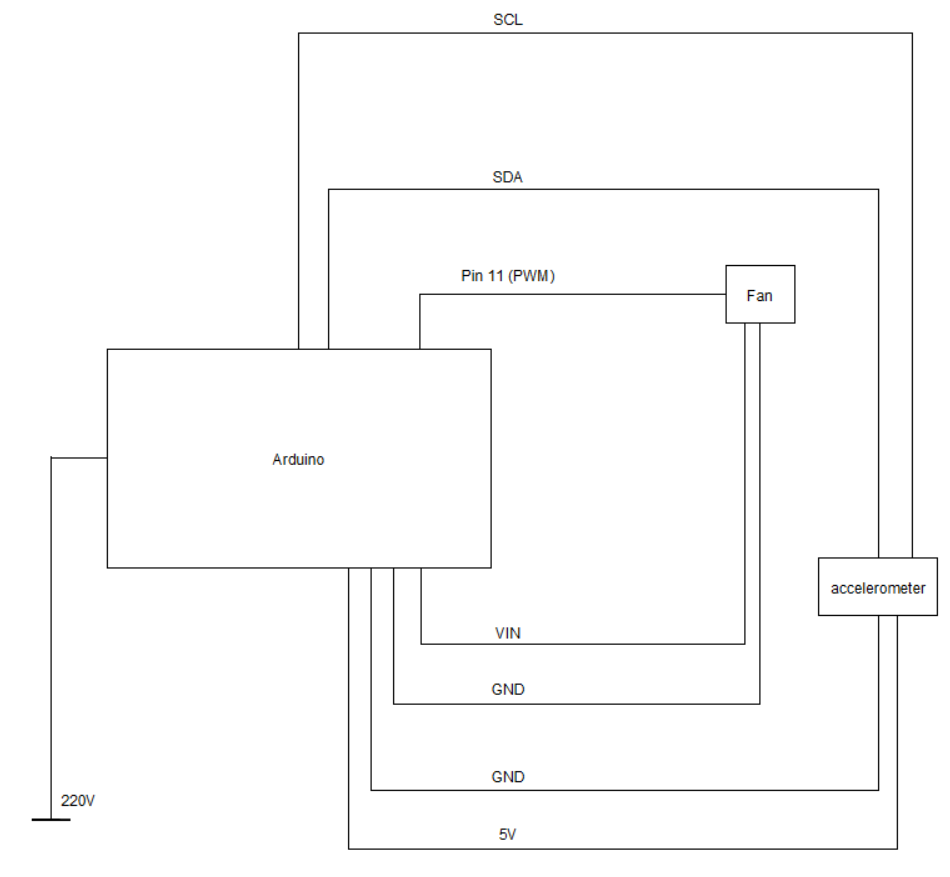 SCL
SDA
Pin 11 (PWM)
Fan
Arduino
accelerometer
VIN
GND
GND
220V
5V